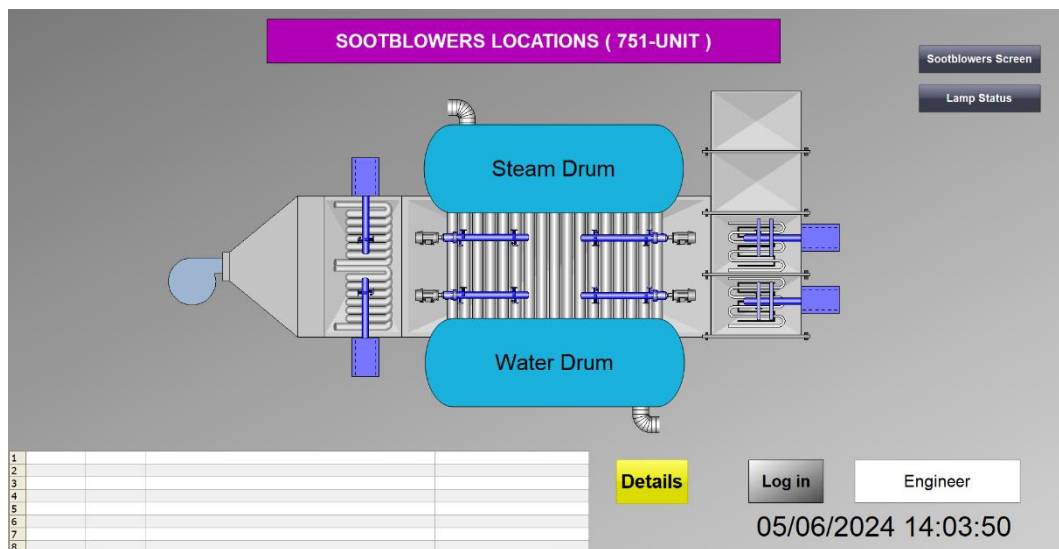 SOOTBLOWERS LOCATIONS ( 751-UNIT )
Sootblowers Screen
Lamp Status
Steam Drum
Water Drum
1
2
3
4
5
6
7
8
Details
Log in
Engineer
05/06/2024 14:03:50